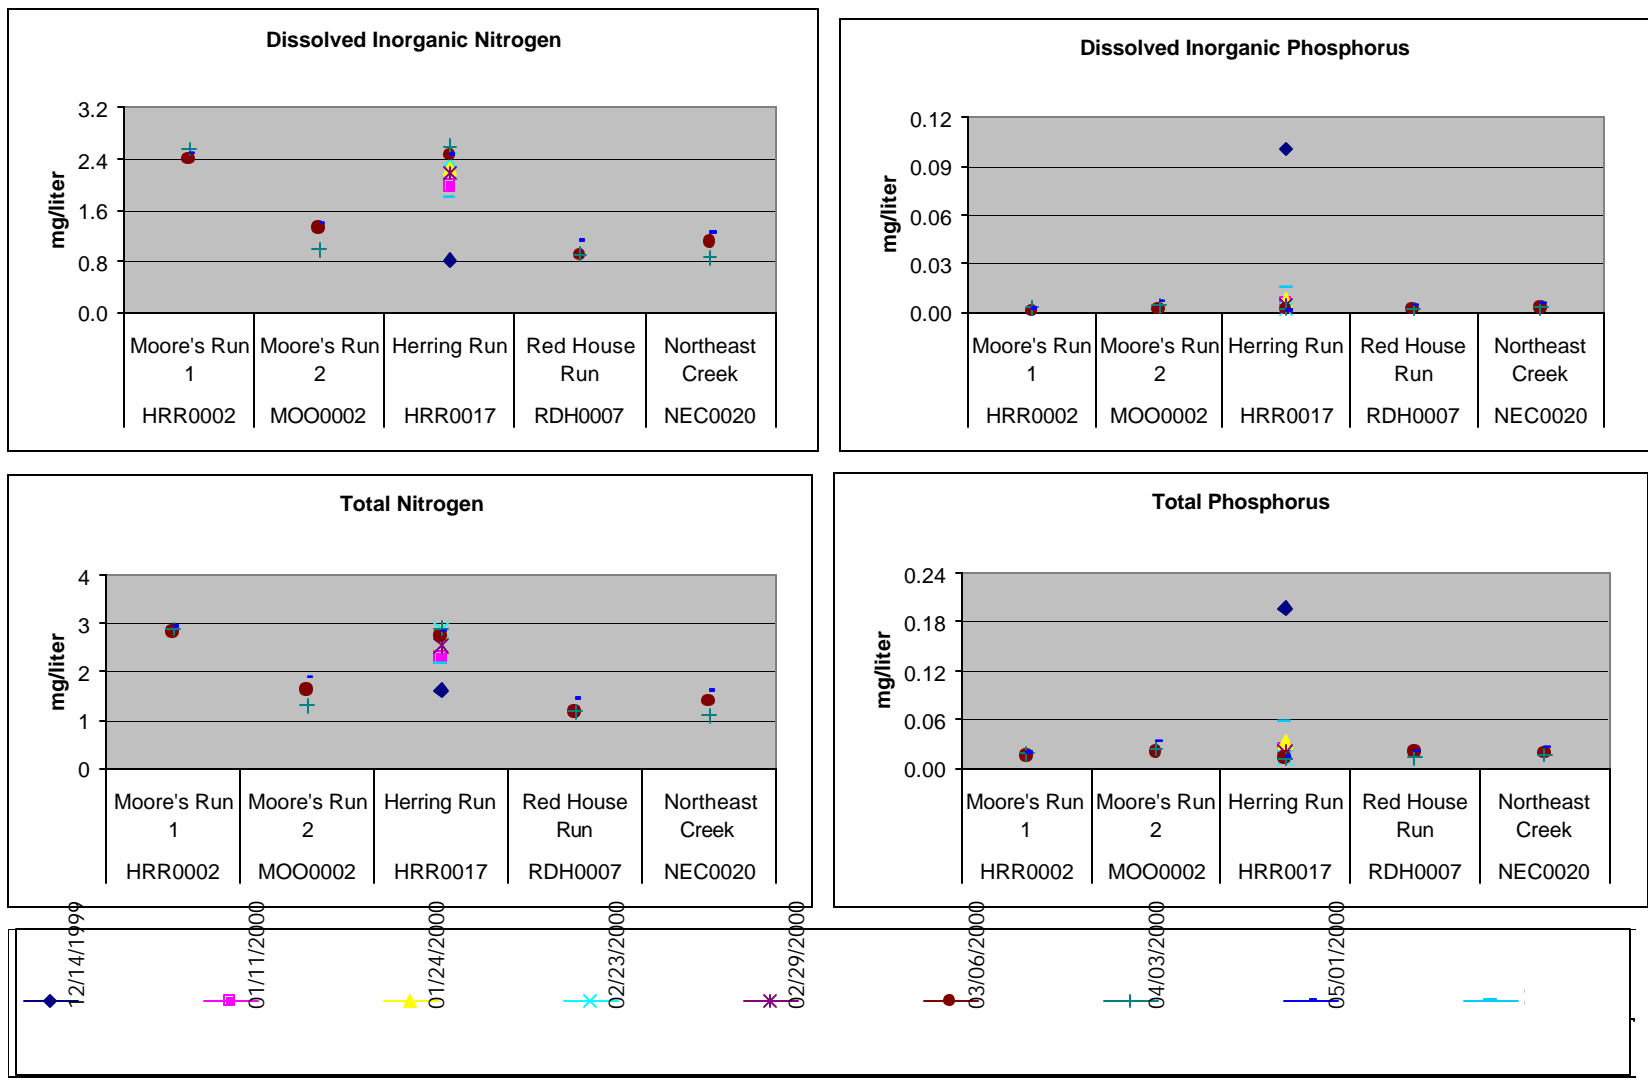 Dissolved Inorganic Nitrogen
3.2
2.4
1.6
0.8
0.0
mg/liter
Moore's Run 1
Moore's Run 2
Herring Run
Red House Run
Northeast Creek
HRR0002
MOO0002
HRR0017
RDH0007
NEC0020
Dissolved Inorganic Phosphorus
0.12
0.09
0.06
0.03
0.00
mg/liter
Moore's Run 1
Moore's Run 2
Herring Run
Red House Run
Northeast Creek
HRR0002
MOO0002
HRR0017
RDH0007
NEC0020
Total Nitrogen
4
3
2
1
0
mg/liter
Moore's Run 1
Moore's Run 2
Herring Run
Red House Run
Northeast Creek
HRR0002
MOO0002
HRR0017
RDH0007
NEC0020
Total Phosphorus
0.24
0.18
0.12
0.06
0.00
mg/liter
Moore's Run 1
Moore's Run 2
Herring Run
Red House Run
Northeast Creek
HRR0002
MOO0002
HRR0017
RDH0007
NEC0020
12/14/1999
01/11/2000
01/24/2000
02/23/2000
02/29/2000
03/06/2000
04/03/2000
05/01/2000